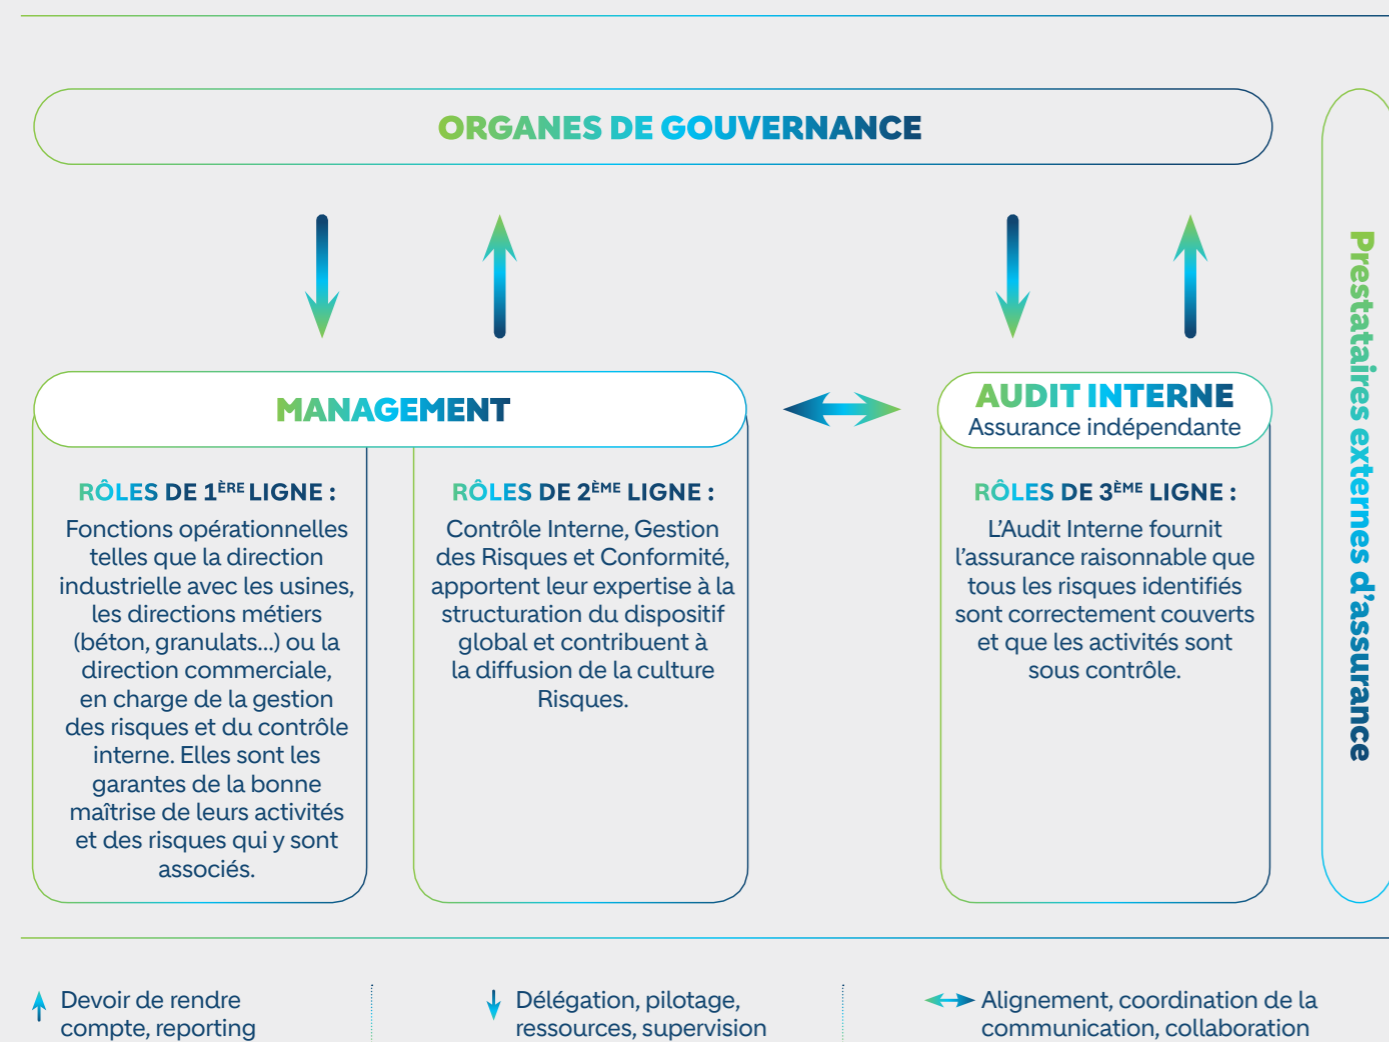 ORGANES DE GOUVERNANCE
MANAGEMENT
RÔLES DE 1ÈRE LIGNE :
Fonctions opérationnelles
telles que la direction
industrielle avec les usines,
les directions métiers
(béton, granulats...) ou la
direction commerciale,
en charge de la gestion
des risques et du contrôle
interne. Elles sont les
garantes de la bonne
maîtrise de leurs activités
et des risques qui y sont
associés.
RÔLES DE 2ÈME LIGNE :
Contrôle Interne, Gestion
des Risques et Conformité,
apportent leur expertise à la
structuration du dispositif
global et contribuent à
la diffusion de la culture
Risques.
AUDIT INTERNE
Assurance indépendante
RÔLES DE 3ÈME LIGNE :
L’Audit Interne fournit
l’assurance raisonnable que
tous les risques identifiés
sont correctement couverts
et que les activités sont
sous contrôle.
Prestataires externes d’assurance
Devoir de rendre
compte, reporting
Délégation, pilotage,
ressources, supervision
Alignement, coordination de la
communication, collaboration